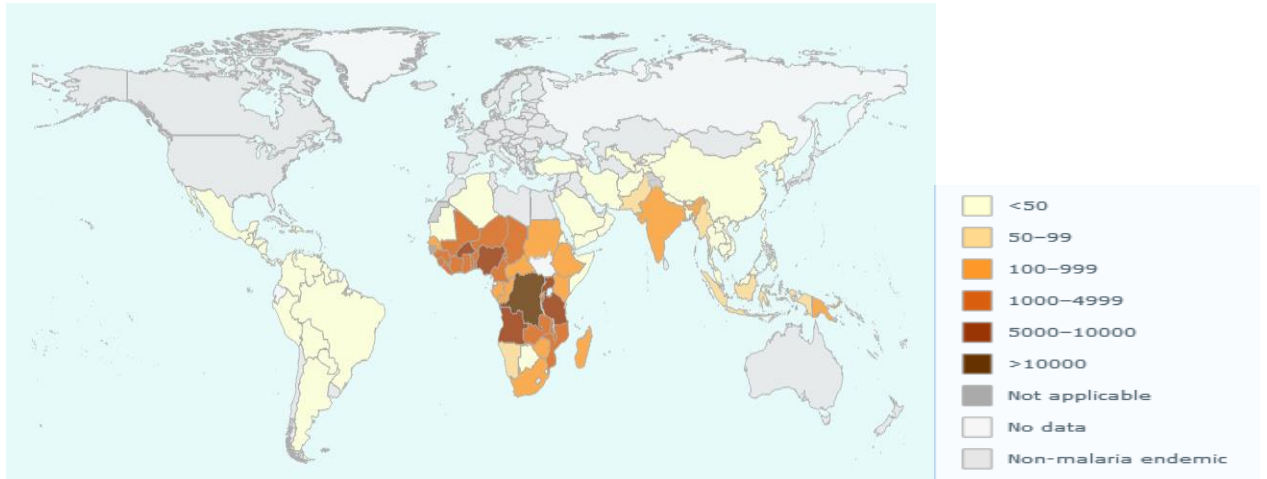 <50
50–99
100–999
1000–4999
5000–10000
>10000
Not applicable
No data
Non-malaria endemic